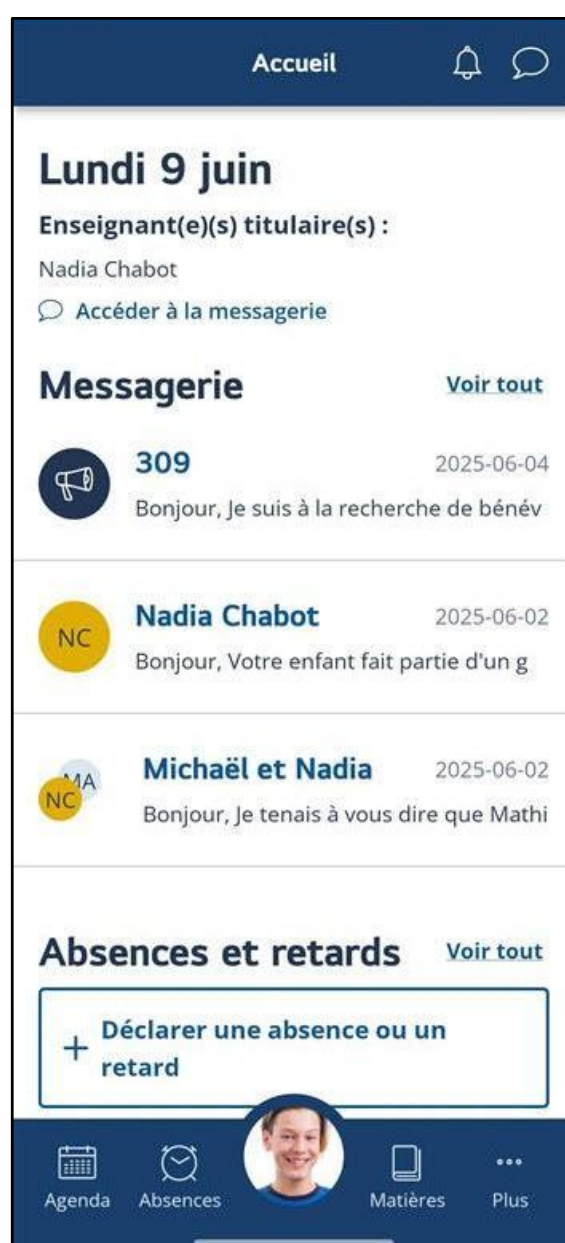 Accueil
Lundi 9 juin
Enseignant(e)(s) titulaire(s) :
Nadia Chabot
Accéder à la messagerie
Messagerie
Voir tout
309
2025-06-04
Bonjour, Je suis à la recherche de bénév
NC
Nadia Chabot
2025-06-02
Bonjour, Votre enfant fait partie d'un g
MA
NC
Michaël et Nadia
2025-06-02
Bonjour, Je tenais à vous dire que Mathi
Absences et retards
Voir tout
+ Déclarer une absence ou un
retard
Agenda
Absences
Matières
Plus